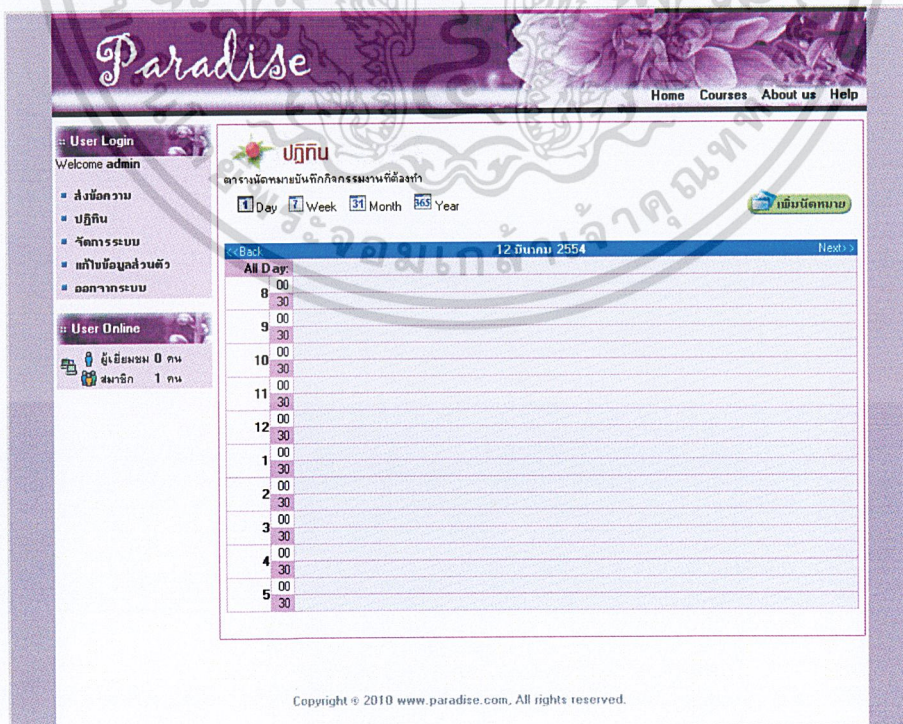 Paradise
Home Courses About us Help
:: User Login
Welcome admin
ส่งข้อความ
ปฏิทิน
จัดการระบบ
แก้ไขข้อมูลส่วนตัว
ออกจากระบบ
:: User Online
ผู้เยี่ยมชม 0 คน
สมาชิก 1 คน
ปฏิทิน
ตารางนัดหมายบันทึกกิจกรรมงานที่ต้องทำ
1 Day 7 Week 31 Month 365 Year
เพิ่มนัดหมาย
<<Back 12 มีนาคม 2554 Next>>
All Day:
8 00
30
9 00
30
10 00
30
11 00
30
12 00
30
1 00
30
2 00
30
3 00
30
4 00
30
5 00
30
Copyright © 2010 www.paradise.com, All rights reserved.